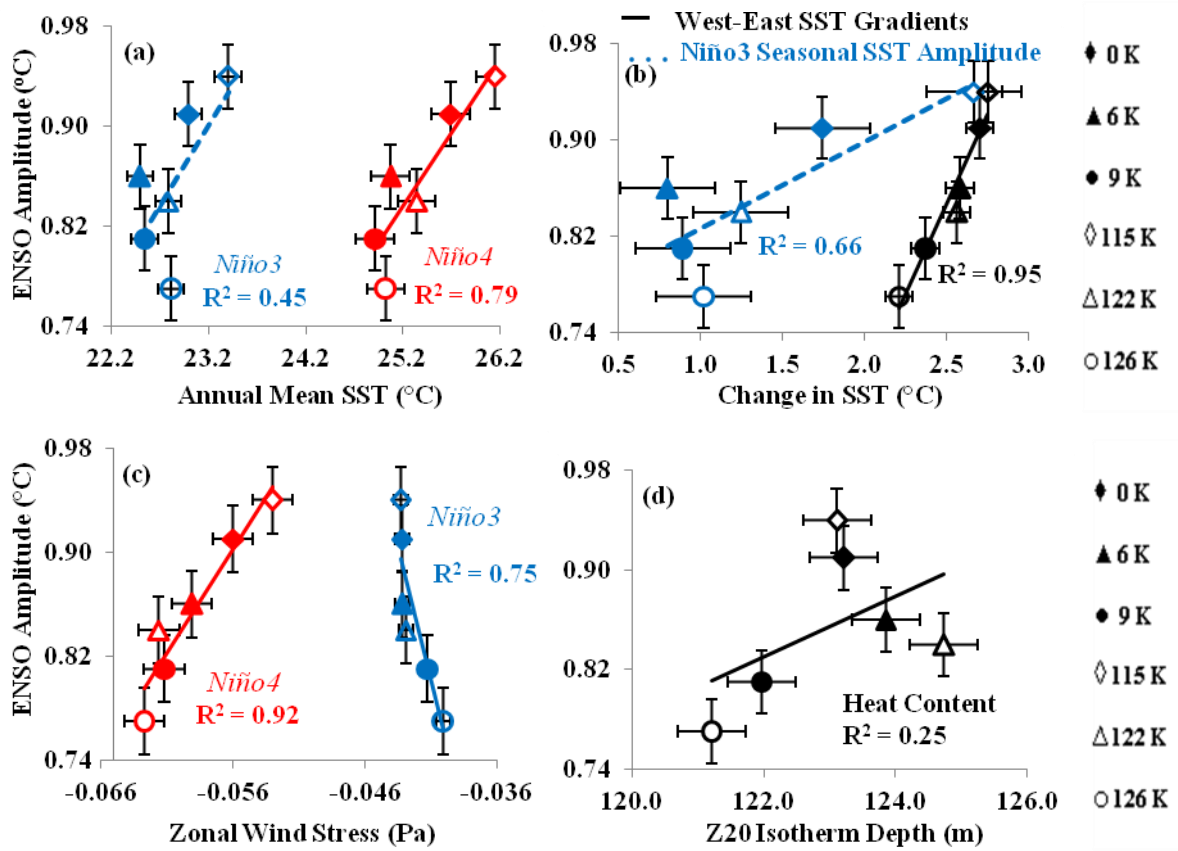 (a)
0.98
0.90
0.82
0.74
ENSO Amplitude (°C)
22.2 23.2 24.2 25.2 26.2
Annual Mean SST (°C)
Niño3
R² = 0.45
Niño4
R² = 0.79
West-East SST Gradients
Niño3 Seasonal SST Amplitude
(b)
0.98
0.90
0.82
0.74
R² = 0.66
R² = 0.95
0.5 1.0 2.0 3.0
Change in SST (°C)
0 K
6 K
9 K
115 K
122 K
126 K
(c)
0.98
0.90
0.82
0.74
ENSO Amplitude (°C)
Niño3
R² = 0.75
Niño4
R² = 0.92
-0.066 -0.056 -0.046 -0.036
Zonal Wind Stress (Pa)
(d)
0.98
0.90
0.82
0.74
Heat Content
R² = 0.25
120.0 122.0 124.0 126.0
Z20 Isotherm Depth (m)
0 K
6 K
9 K
115 K
122 K
126 K